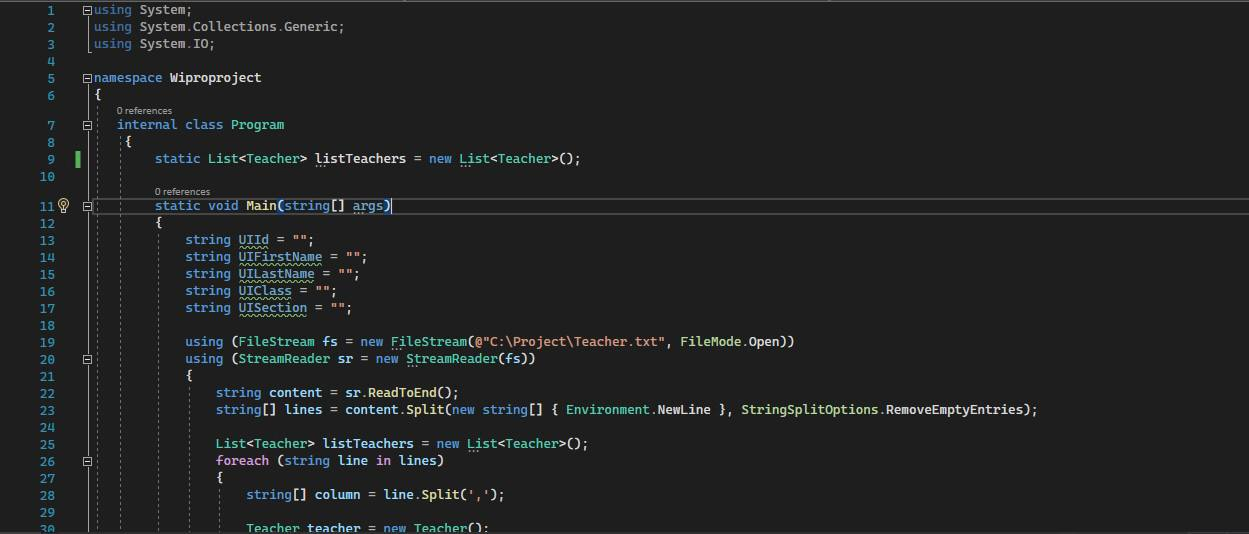 1 using System;
2 using System.Collections.Generic;
3 using System.IO;
4
5 namespace Wiproproject
6 {
0 references
7 internal class Program
8 {
9 static List<Teacher> listTeachers = new List<Teacher>();
10
0 references
11 static void Main(string[] args)
12 {
13 string UIId = "";
14 string UIFirstName = "";
15 string UILastName = "";
16 string UIClass = "";
17 string UISection = "";
18
19 using (FileStream fs = new FileStream(@"C:\Project\Teacher.txt", FileMode.Open))
20 using (StreamReader sr = new StreamReader(fs))
21 {
22 string content = sr.ReadToEnd();
23 string[] lines = content.Split(new string[] { Environment.NewLine }, StringSplitOptions.RemoveEmptyEntries);
24
25 List<Teacher> listTeachers = new List<Teacher>();
26 foreach (string line in lines)
27 {
28 string[] column = line.Split(',');
29
30 Teacher teacher = new Teacher();